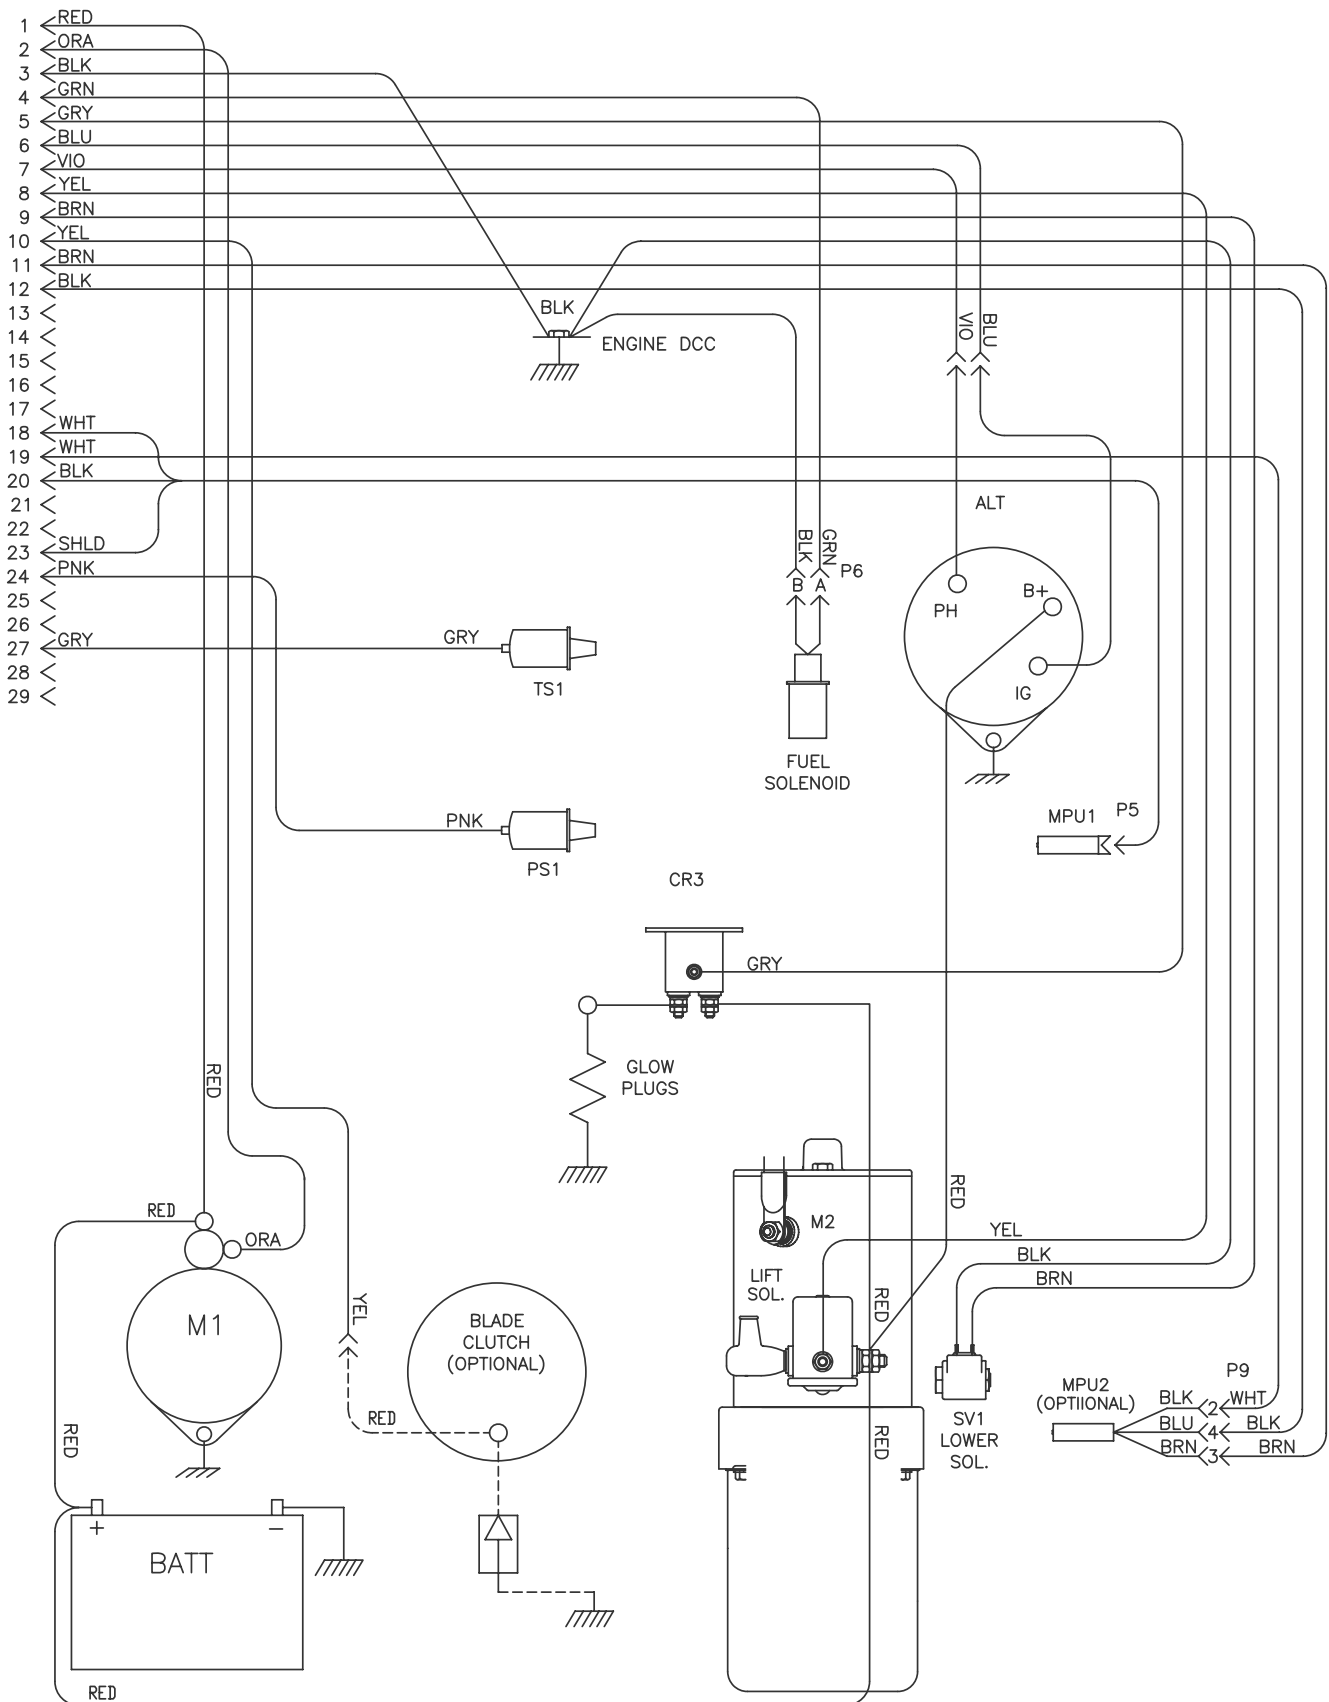 1 RED
2 ORA
3 BLK
4 GRN
5 GRY
6 BLU
7 VIO
8 YEL
9 BRN
10 YEL
11 BRN
12 BLK
13
14
15
16
17
18 WHT
19 WHT
20 BLK
21
22
23 SHLD
24 PNK
25
26
27 GRY
28
29
BLK
ENGINE DCC
VIO
BLU
ALT
BLK
GRN
P6
B A
PH
B+
IG
GRY
TS1
FUEL
SOLENOID
PNK
PS1
MPU1
P5
CR3
GRY
GLOW
PLUGS
RED
RED
ORA
M1
YEL
BLADE
CLUTCH
(OPTIONAL)
RED
RED
M2
LIFT
SOL.
RED
RED
RED
YEL
BLK
BRN
SV1
LOWER
SOL.
MPU2
(OPTIIONAL)
P9
BLK 2 WHT
BLU 4 BLK
BRN 3 BRN
+
−
BATT
RED